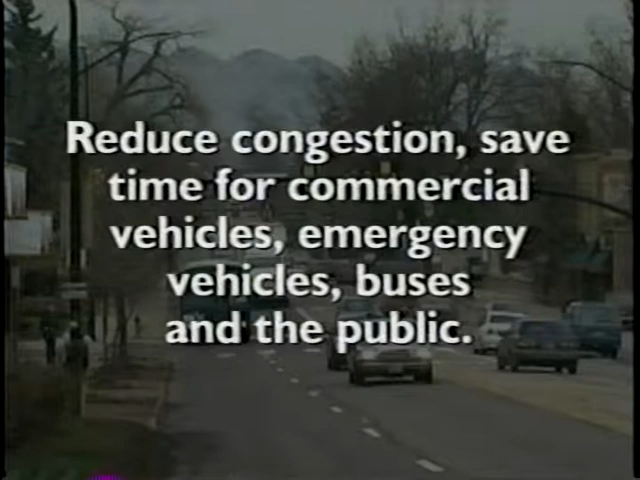 Reduce congestion, save
time for commercial
vehicles, emergency
vehicles, buses
and the public.